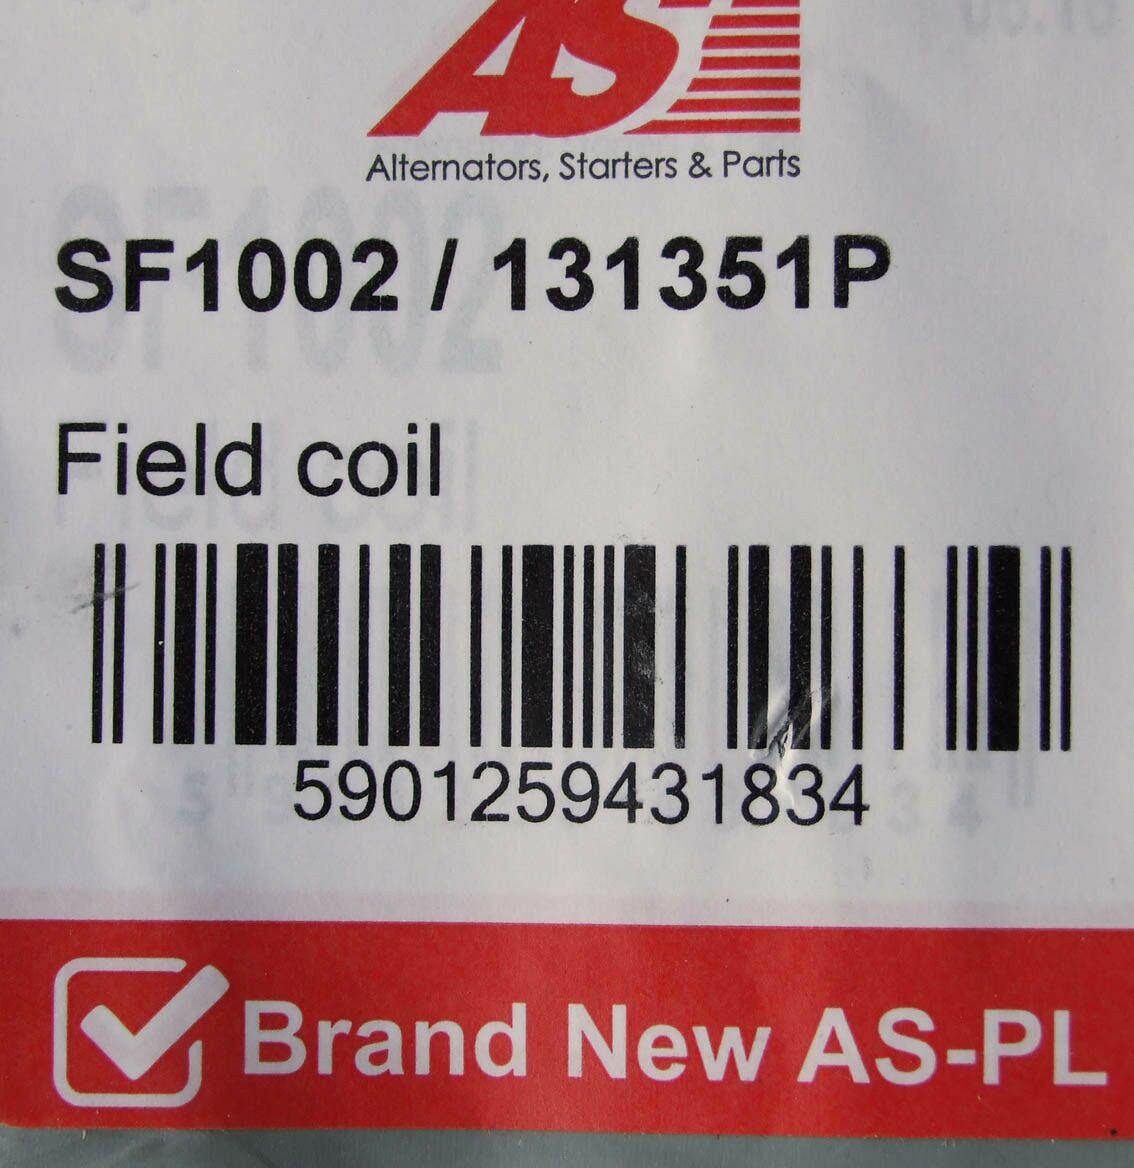 AS
Alternators, Starters & Parts
SF1002 / 131351P
Field coil
5901259431834
Brand New AS-PL